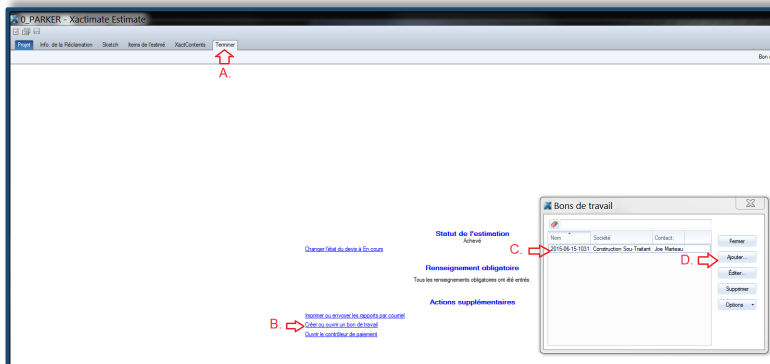 0_PARKER - Xactimate Estimate
Projet Info. de la Réclamation Sketch Items de l'estimé XactContents Terminer
A.
Bon
Bons de travail
Nom Société Contact
2015-06-15-1031 Construction Sou-Traitant Joe Marteau
C.
D.
Fermer
Ajouter...
Éditer...
Supprimer
Options
Statut de l'estimation
Achevé
Changer l'état du devis à En cours
Renseignement obligatoire
Tous les renseignements obligatoires ont été entrés.
Actions supplémentaires
Imprimer ou envoyer les rapports par courriel
B. Créer ou ouvrir un bon de travail
Ouvrir le contrôleur de paiement